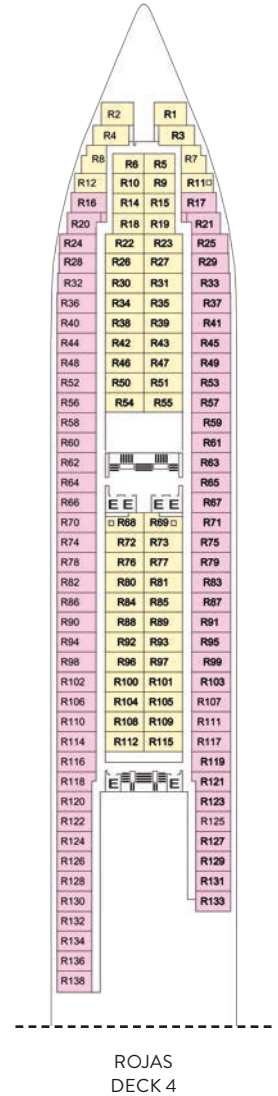 R2 R1
R4 R3
R6 R5
R8 R7
R10 R9
R12 R11
R14 R15
R16 R17
R18 R19
R20 R21
R24 R22 R23 R25
R28 R26 R27 R29
R32 R30 R31 R33
R36 R34 R35 R37
R40 R38 R39 R41
R44 R42 R43 R45
R48 R46 R47 R49
R52 R50 R51 R53
R56 R54 R55 R57
R58 R59
R60 R61
R62 R63
R64 R65
R66 E E E E R67
R70 R68 R69 R71
R74 R72 R73 R75
R78 R76 R77 R79
R82 R80 R81 R83
R86 R84 R85 R87
R90 R88 R89 R91
R94 R92 R93 R95
R98 R96 R97 R99
R102 R100 R101 R103
R106 R104 R105 R107
R110 R108 R109 R111
R114 R112 R115 R117
R116 R119
R118 E E R121
R120 R123
R122 R125
R124 R127
R126 R129
R128 R131
R130 R133
R132
R134
R136
R138
ROJAS
DECK 4